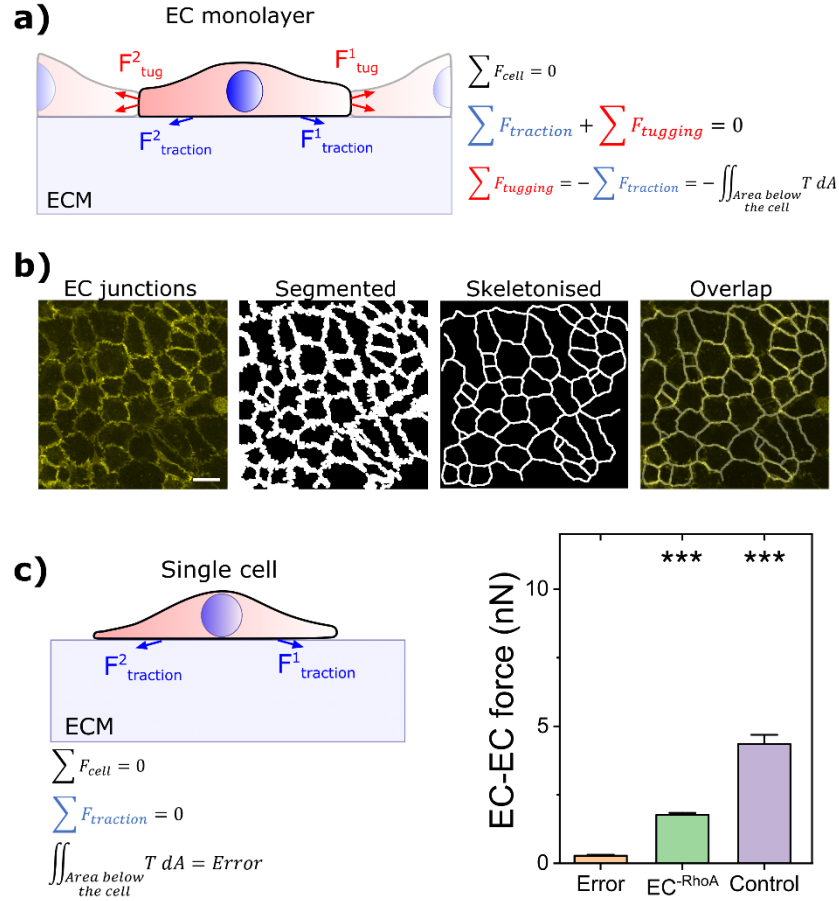 a)
EC monolayer
F²tug
F¹tug
F²traction
F¹traction
ECM
∑ Fcell = 0
∑ Ftraction + ∑ Ftugging = 0
∑ Ftugging = − ∑ Ftraction = − ∬Area below the cell T dA
b)
EC junctions
Segmented
Skeletonised
Overlap
c)
Single cell
F²traction
F¹traction
ECM
∑ Fcell = 0
∑ Ftraction = 0
∬Area below the cell T dA = Error
EC-EC force (nN)
10
5
0
***
***
Error
EC-RhoA
Control